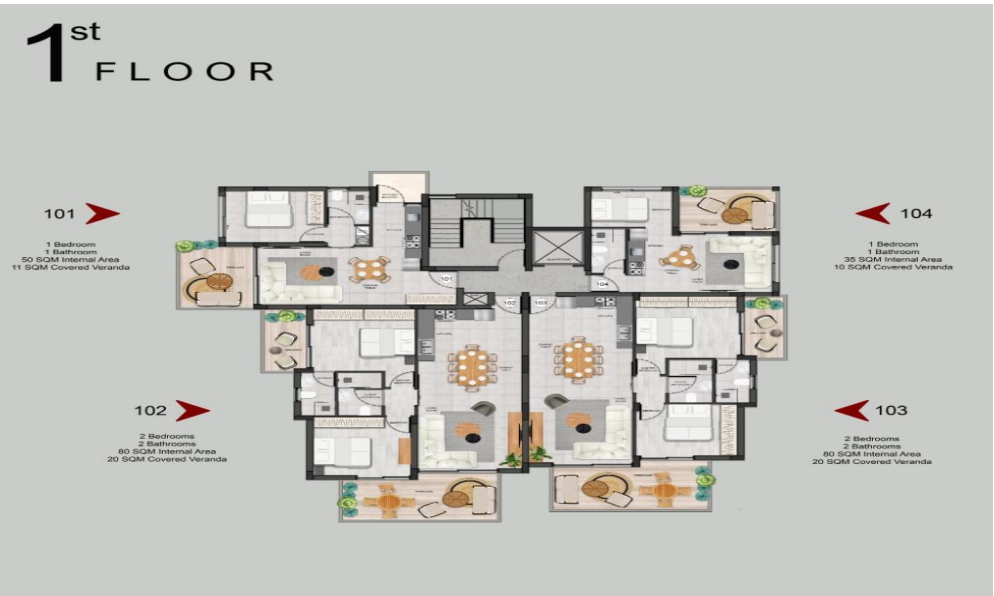 1st
FLOOR
101
1 Bedroom
1 Bathroom
50 SQM Internal Area
11 SQM Covered Veranda
104
1 Bedroom
1 Bathroom
35 SQM Internal Area
10 SQM Covered Veranda
101
104
102
103
102
2 Bedrooms
2 Bathrooms
80 SQM Internal Area
20 SQM Covered Veranda
103
2 Bedrooms
2 Bathrooms
80 SQM Internal Area
20 SQM Covered Veranda